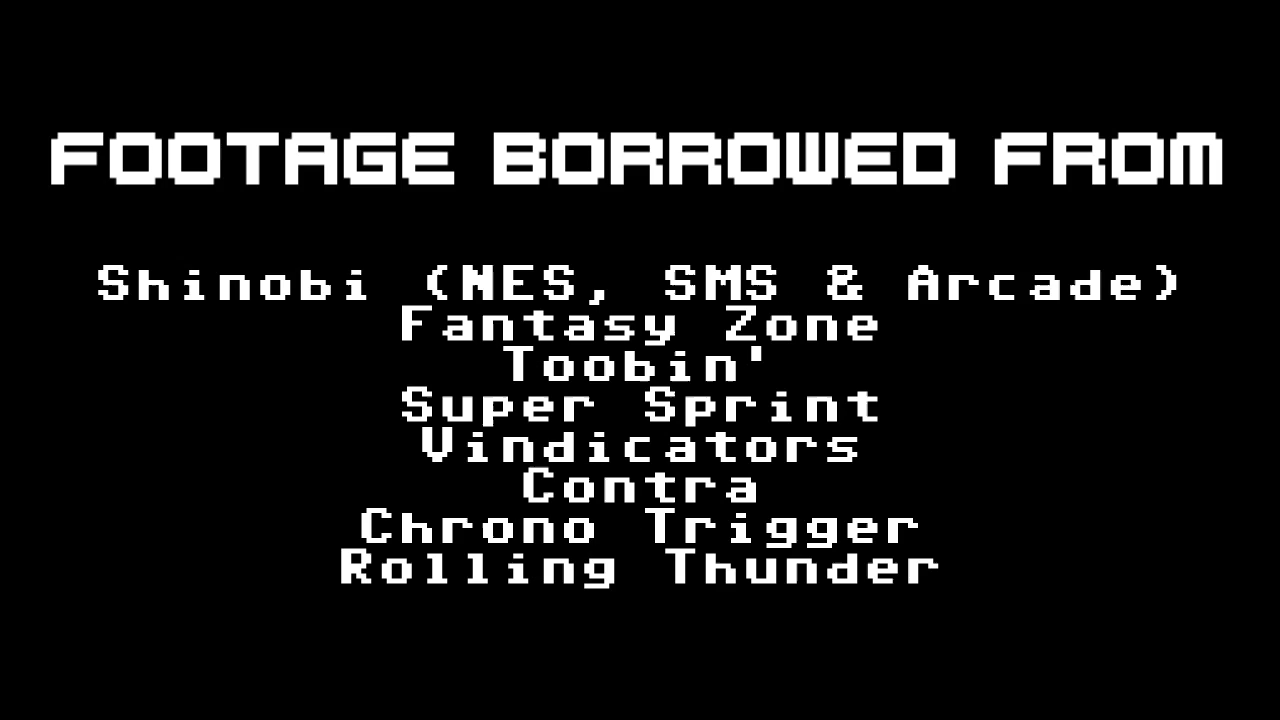 FOOTAGE BORROWED FROM
Shinobi (NES, SMS & Arcade)
Fantasy Zone
Toobin'
Super Sprint
Vindicators
Contra
Chrono Trigger
Rolling Thunder